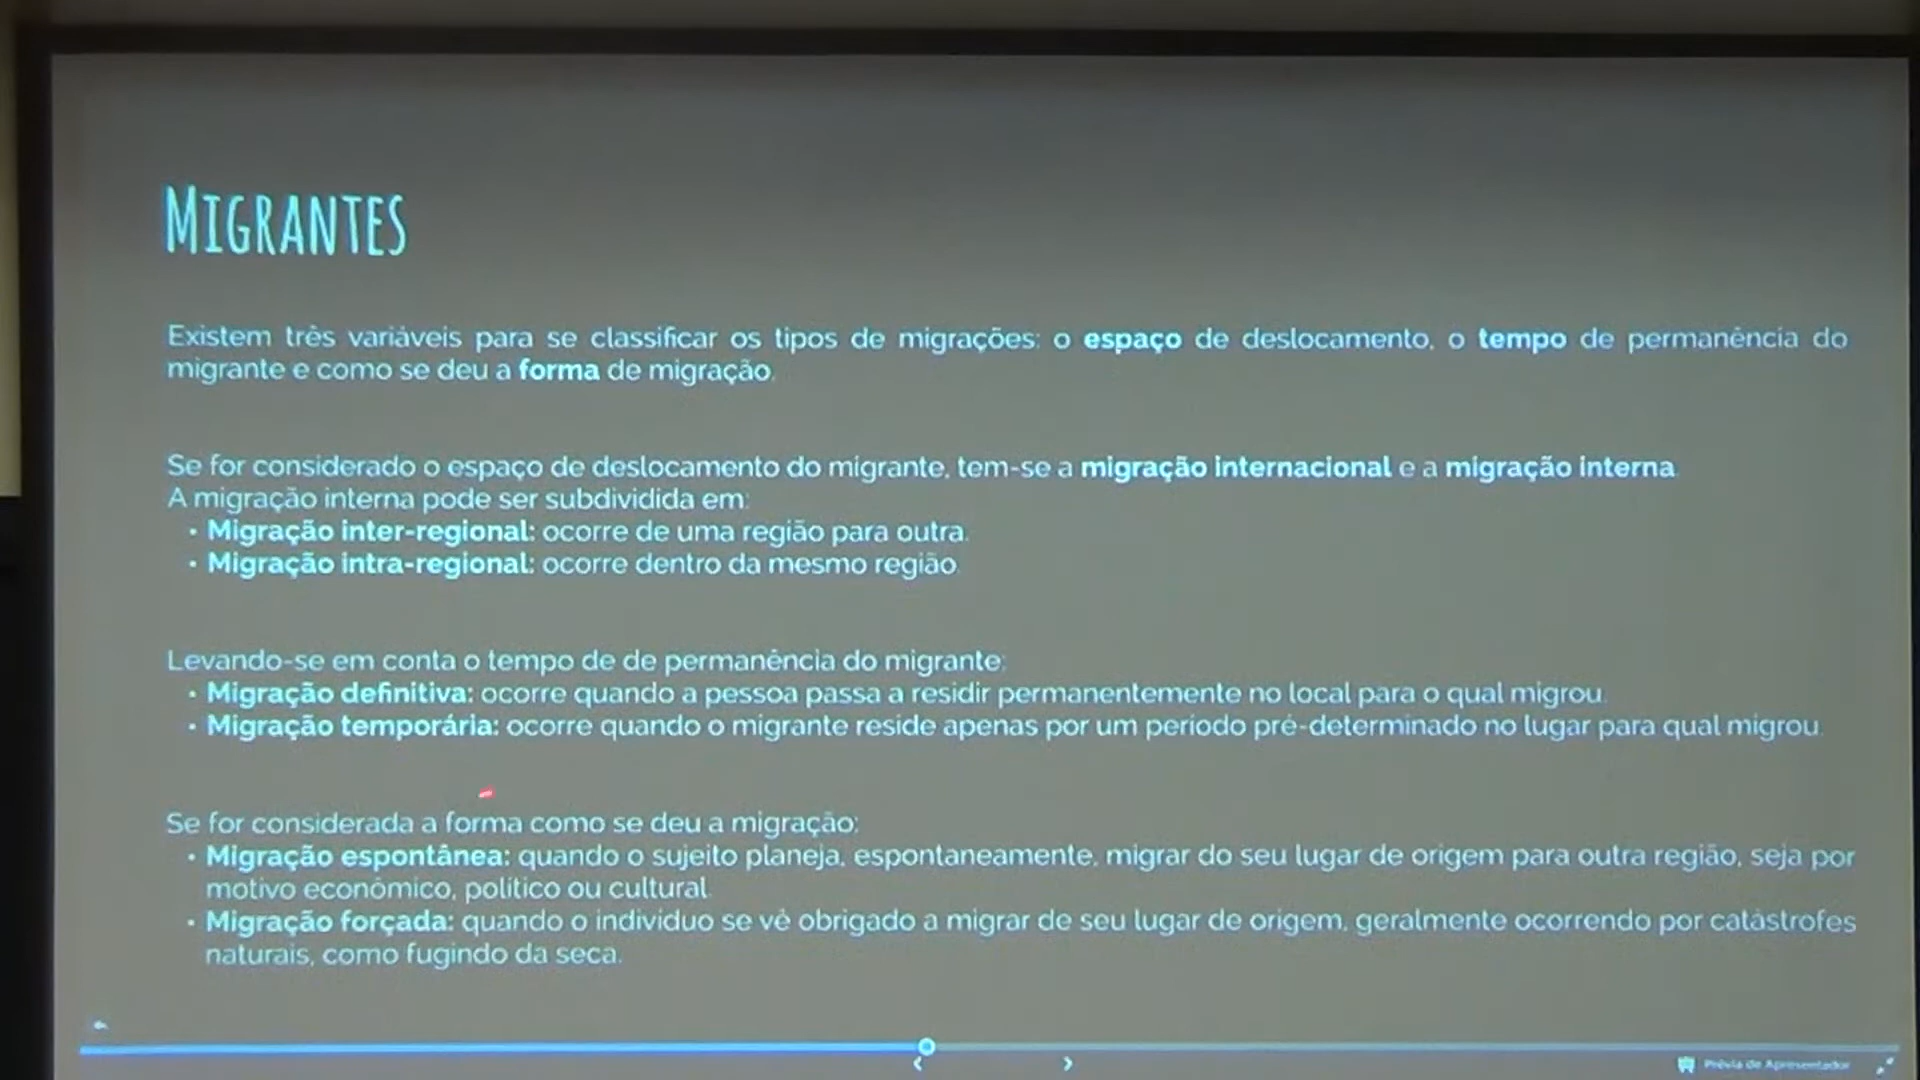 MIGRANTES
Existem três variáveis para se classificar os tipos de migrações: o espaço de deslocamento, o tempo de permanência do
migrante e como se deu a forma de migração.
Se for considerado o espaço de deslocamento do migrante, tem-se a migração internacional e a migração interna.
A migração interna pode ser subdividida em:
• Migração inter-regional: ocorre de uma região para outra.
• Migração intra-regional: ocorre dentro da mesmo região.
Levando-se em conta o tempo de de permanência do migrante:
• Migração definitiva: ocorre quando a pessoa passa a residir permanentemente no local para o qual migrou.
• Migração temporária: ocorre quando o migrante reside apenas por um período pré-determinado no lugar para qual migrou.
Se for considerada a forma como se deu a migração:
• Migração espontânea: quando o sujeito planeja, espontaneamente, migrar do seu lugar de origem para outra região, seja por
motivo econômico, político ou cultural.
• Migração forçada: quando o indivíduo se vê obrigado a migrar de seu lugar de origem, geralmente ocorrendo por catástrofes
naturais, como fugindo da seca.
Prévia de Apresentador